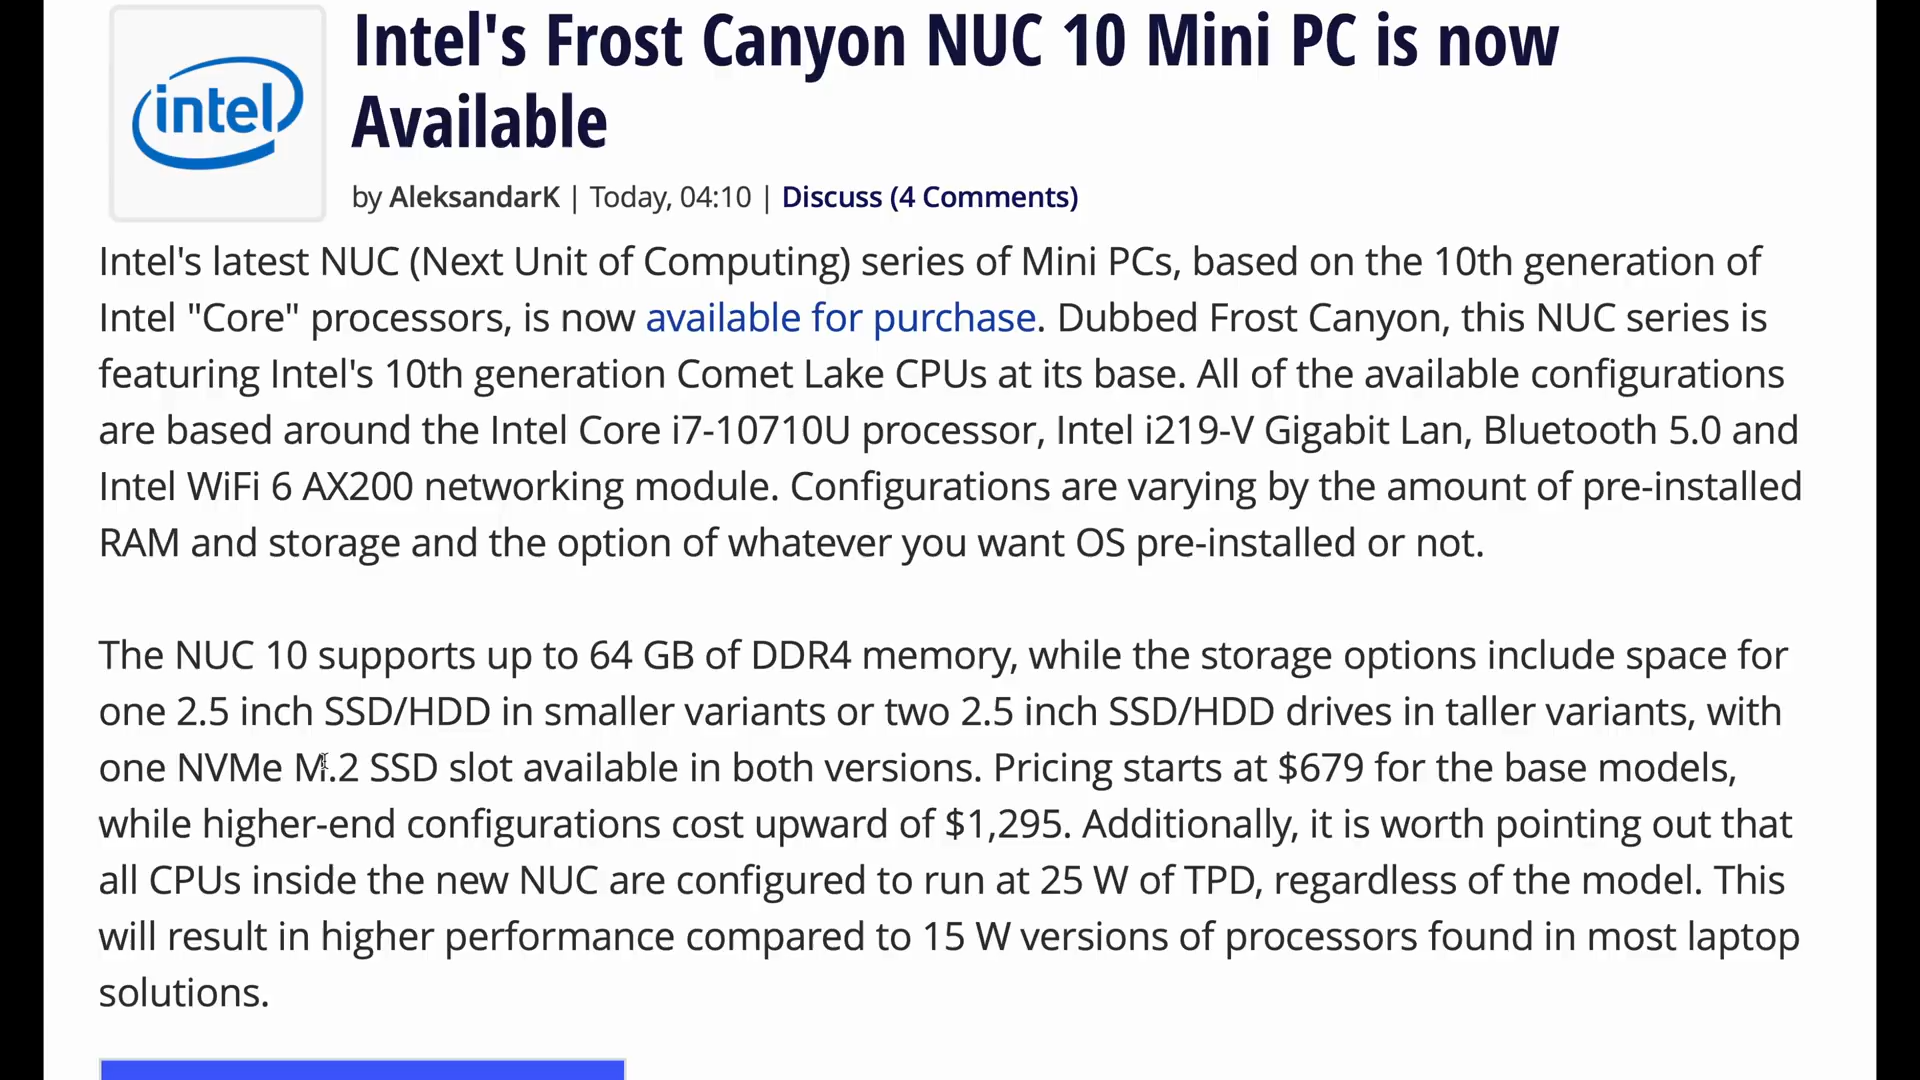 intel
Intel's Frost Canyon NUC 10 Mini PC is now
Available
by AleksandarK | Today, 04:10 | Discuss (4 Comments)
Intel's latest NUC (Next Unit of Computing) series of Mini PCs, based on the 10th generation of
Intel "Core" processors, is now available for purchase. Dubbed Frost Canyon, this NUC series is
featuring Intel's 10th generation Comet Lake CPUs at its base. All of the available configurations
are based around the Intel Core i7-10710U processor, Intel i219-V Gigabit Lan, Bluetooth 5.0 and
Intel WiFi 6 AX200 networking module. Configurations are varying by the amount of pre-installed
RAM and storage and the option of whatever you want OS pre-installed or not.
The NUC 10 supports up to 64 GB of DDR4 memory, while the storage options include space for
one 2.5 inch SSD/HDD in smaller variants or two 2.5 inch SSD/HDD drives in taller variants, with
one NVMe M.2 SSD slot available in both versions. Pricing starts at $679 for the base models,
while higher-end configurations cost upward of $1,295. Additionally, it is worth pointing out that
all CPUs inside the new NUC are configured to run at 25 W of TPD, regardless of the model. This
will result in higher performance compared to 15 W versions of processors found in most laptop
solutions.